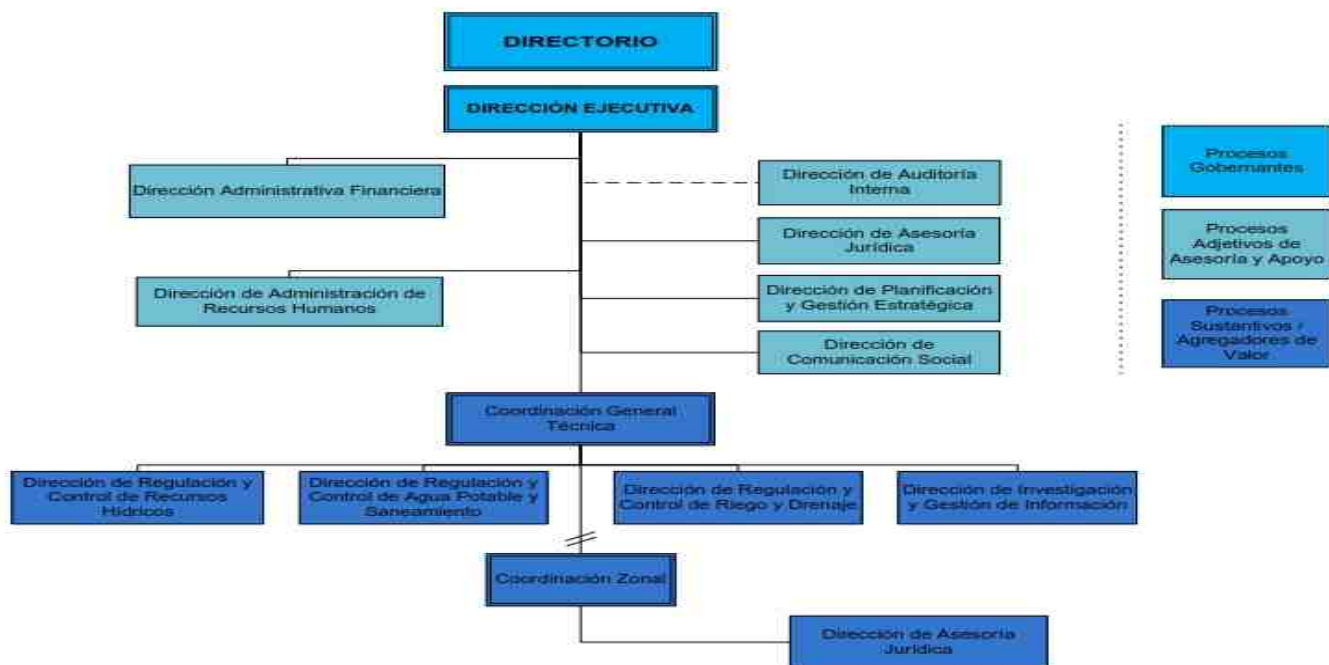 DIRECTORIO
DIRECCIÓN EJECUTIVA
Dirección Administrativa Financiera
Dirección de Administración de
Recursos Humanos
Dirección de Auditoría
Interna
Dirección de Asesoría
Jurídica
Dirección de Planificación
y Gestión Estratégica
Dirección de
Comunicación Social
Procesos
Gobernantes
Procesos
Adjetivos de
Asesoría y Apoyo
Procesos
Sustantivos /
Agregadores de
Valor
Coordinación General
Técnica
Dirección de Regulación y
Control de Recursos
Hídricos
Dirección de Regulación y
Control de Agua Potable y
Saneamiento
Dirección de Regulación y
Control de Riego y Drenaje
Dirección de Investigación
y Gestión de Información
Coordinación Zonal
Dirección de Asesoría
Jurídica